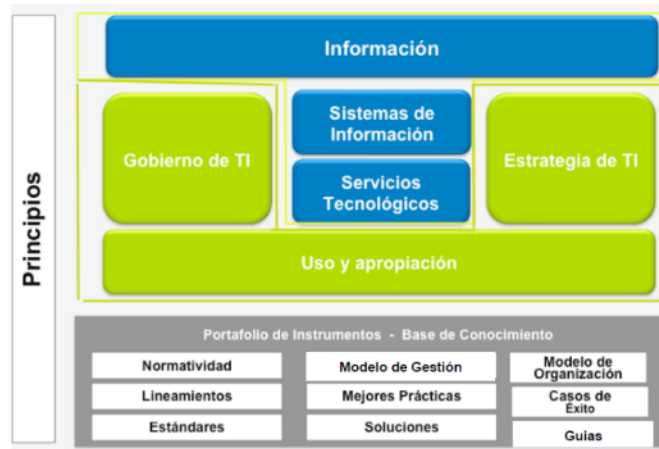 Principios
Información
Gobierno de TI
Sistemas de
Información
Servicios
Tecnológicos
Estrategia de TI
Uso y apropiación
Portafolio de Instrumentos - Base de Conocimiento
Normatividad
Modelo de Gestión
Modelo de
Organización
Lineamientos
Mejores Prácticas
Casos de
Éxito
Estándares
Soluciones
Guias